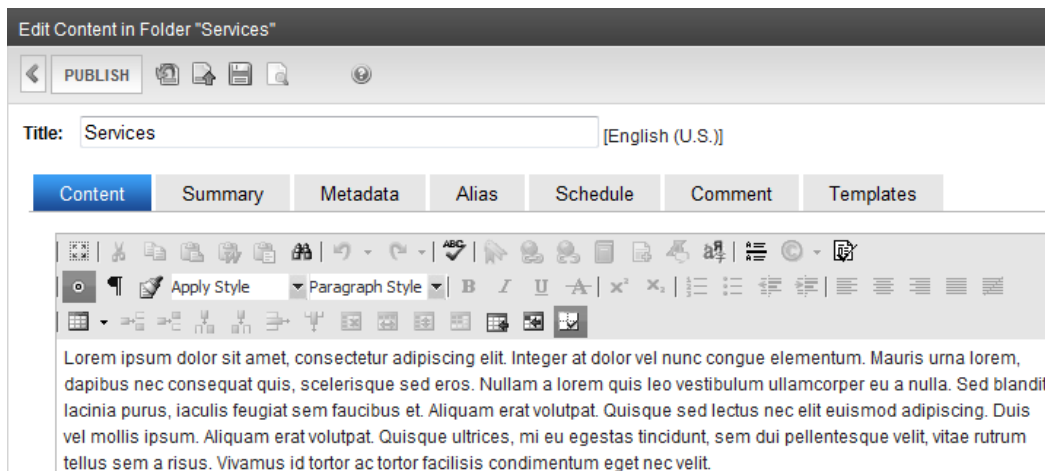 Edit Content in Folder "Services"
PUBLISH
Title: Services [English (U.S.)]
Content Summary Metadata Alias Schedule Comment Templates
ABC
Apply Style Paragraph Style B I U A x² x₂
Lorem ipsum dolor sit amet, consectetur adipiscing elit. Integer at dolor vel nunc congue elementum. Mauris urna lorem,
dapibus nec consequat quis, scelerisque sed eros. Nullam a lorem quis leo vestibulum ullamcorper eu a nulla. Sed blandit
lacinia purus, iaculis feugiat sem faucibus et. Aliquam erat volutpat. Quisque sed lectus nec elit euismod adipiscing. Duis
vel mollis ipsum. Aliquam erat volutpat. Quisque ultrices, mi eu egestas tincidunt, sem dui pellentesque velit, vitae rutrum
tellus sem a risus. Vivamus id tortor ac tortor facilisis condimentum eget nec velit.